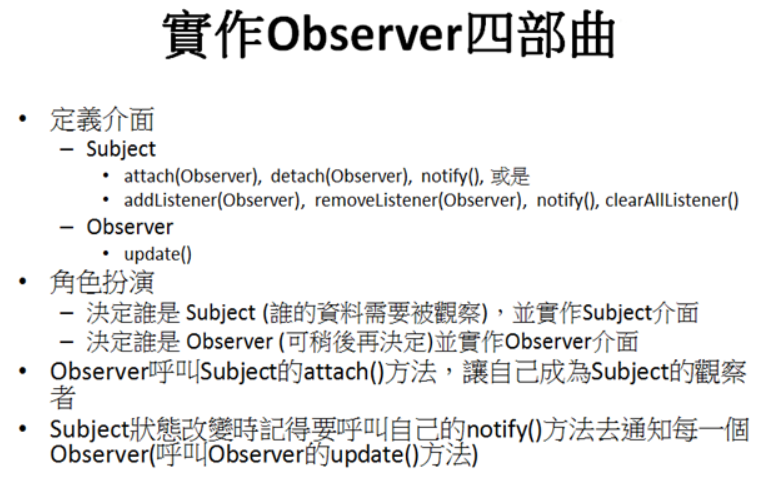 實作Observer四部曲
• 定義介面
– Subject
• attach(Observer), detach(Observer), notify(), 或是
• addListener(Observer), removeListener(Observer), notify(), clearAllListener()
– Observer
• update()
• 角色扮演
– 決定誰是 Subject (誰的資料需要被觀察)，並實作Subject介面
– 決定誰是 Observer (可稍後再決定)並實作Observer介面
• Observer呼叫Subject的attach()方法，讓自己成為Subject的觀察
者
• Subject狀態改變時記得要呼叫自己的notify()方法去通知每一個
Observer(呼叫Observer的update()方法)